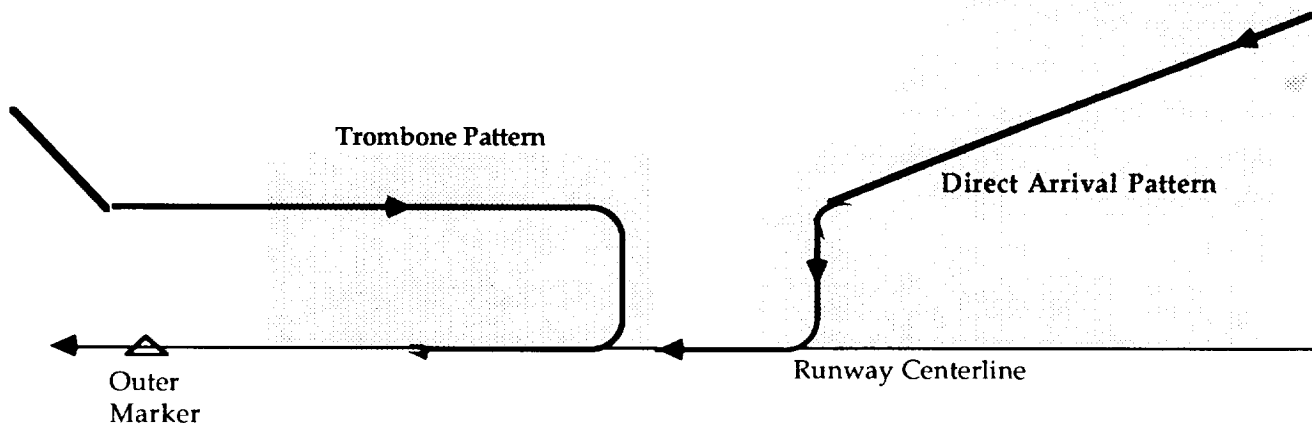 Trombone Pattern
Direct Arrival Pattern
Runway Centerline
Outer
Marker